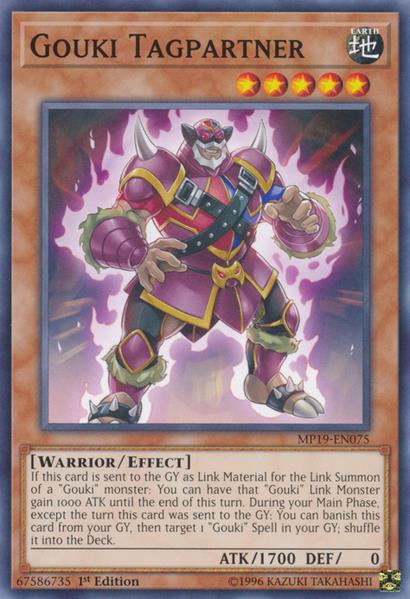 GOUKI TAGPARTNER
EARTH
地
MP19-EN075
[WARRIOR/EFFECT]
If this card is sent to the GY as Link Material for the Link Summon
of a "Gouki" monster: You can have that "Gouki" Link Monster
gain 1000 ATK until the end of this turn. During your Main Phase,
except the turn this card was sent to the GY: You can banish this
card from your GY, then target 1 "Gouki" Spell in your GY; shuffle
it into the Deck.
ATK/1700 DEF/ 0
67586735 1st Edition ©1996 KAZUKI TAKAHASHI